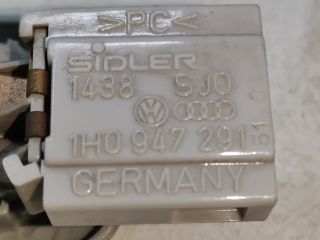 >PC<
SIDLER
1438 SJ0
1H0 947 291
GERMANY